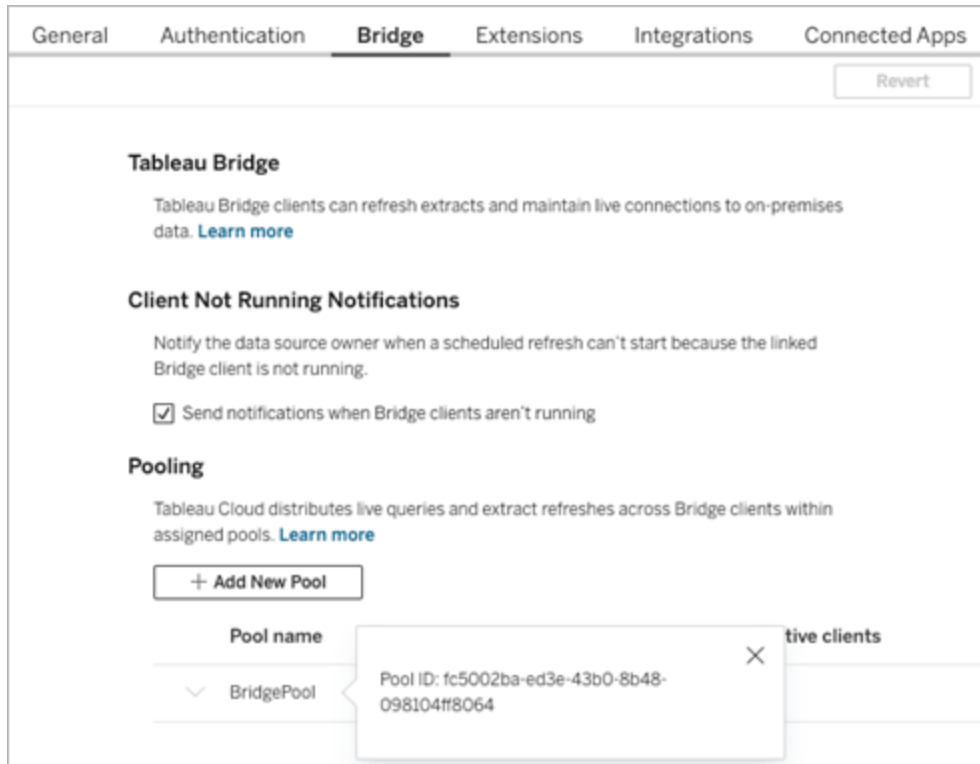 General Authentication Bridge Extensions Integrations Connected Apps
Revert
Tableau Bridge
Tableau Bridge clients can refresh extracts and maintain live connections to on-premises
data. Learn more
Client Not Running Notifications
Notify the data source owner when a scheduled refresh can't start because the linked
Bridge client is not running.
Send notifications when Bridge clients aren't running
Pooling
Tableau Cloud distributes live queries and extract refreshes across Bridge clients within
assigned pools. Learn more
+ Add New Pool
Pool name tive clients
BridgePool
Pool ID: fc5002ba-ed3e-43b0-8b48-
098104ff8064